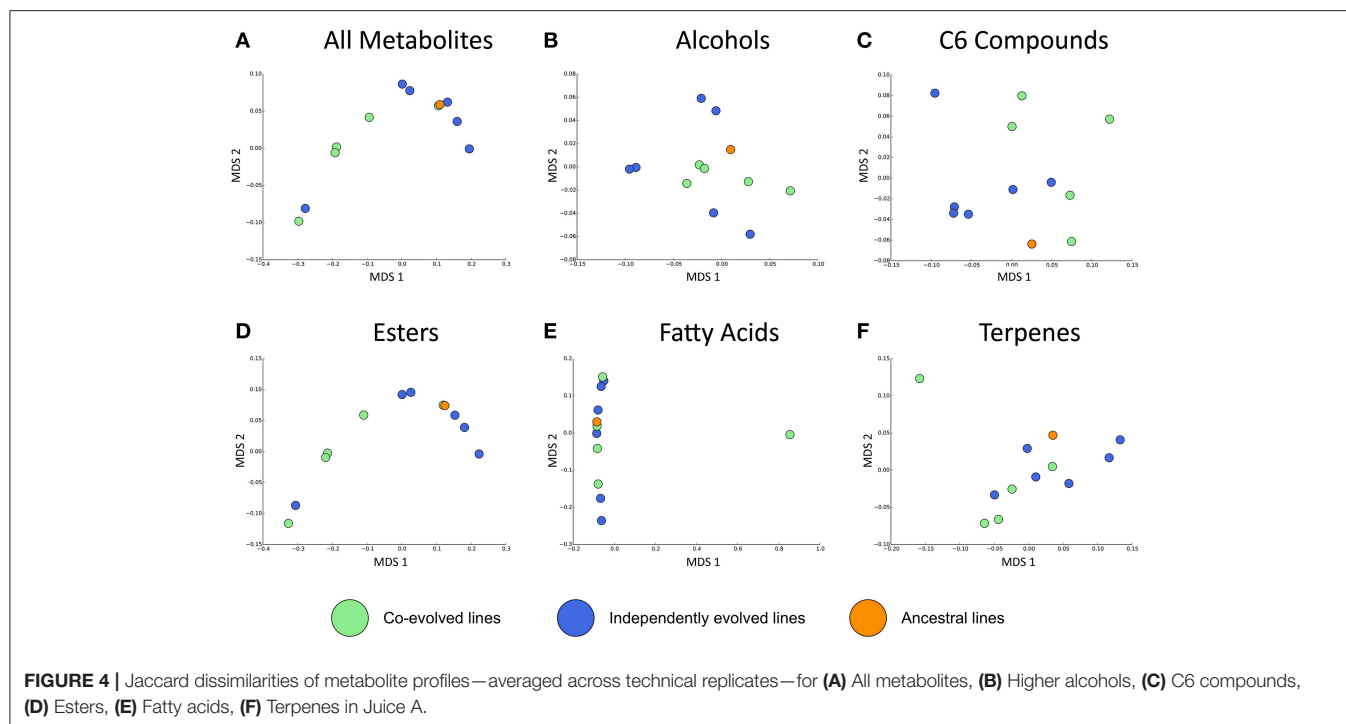 A All Metabolites
B Alcohols
C C6 Compounds
0.10
0.05
0.00
−0.05
−0.10
−0.15
MDS 2
−0.4 −0.3 −0.2 −0.1 0.0 0.1 0.2 0.3
MDS 1
0.08
0.06
0.04
0.02
0.00
−0.02
−0.04
−0.06
−0.08
MDS 2
−0.15 −0.10 −0.05 0.00 0.05 0.10
MDS 1
0.10
0.08
0.06
0.04
0.02
0.00
−0.02
−0.04
−0.06
−0.08
MDS 2
−0.15 −0.10 −0.05 0.00 0.05 0.10 0.15
MDS 1
D Esters
E Fatty Acids
F Terpenes
0.15
0.10
0.05
0.00
−0.05
−0.10
−0.15
MDS 2
−0.4 −0.3 −0.2 −0.1 0.0 0.1 0.2 0.3
MDS 1
0.2
0.1
0.0
−0.1
−0.2
−0.3
MDS 2
−0.2 0.0 0.2 0.4 0.6 0.8 1.0
MDS 1
0.15
0.10
0.05
0.00
−0.05
−0.10
MDS 2
−0.20 −0.15 −0.10 −0.05 0.00 0.05 0.10 0.15
MDS 1
Co-evolved lines
Independently evolved lines
Ancestral lines
FIGURE 4 | Jaccard dissimilarities of metabolite profiles—averaged across technical replicates—for (A) All metabolites, (B) Higher alcohols, (C) C6 compounds,
(D) Esters, (E) Fatty acids, (F) Terpenes in Juice A.